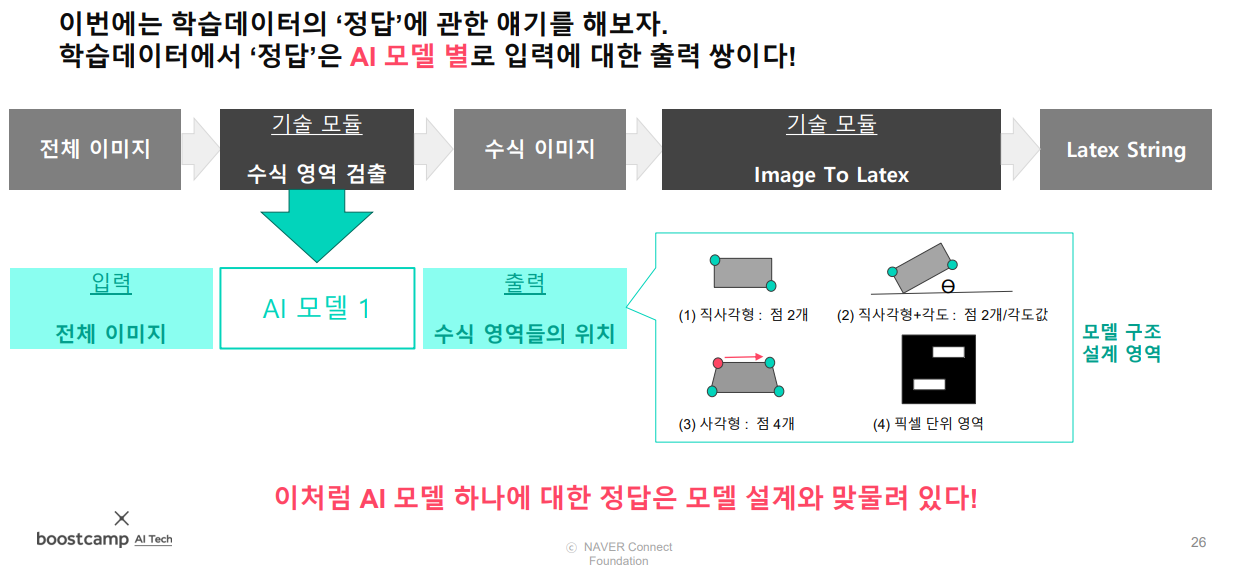 이번에는 학습데이터의 ‘정답’에 관한 얘기를 해보자.
학습데이터에서 ‘정답’은 AI 모델 별로 입력에 대한 출력 쌍이다!
전체 이미지
기술 모듈
수식 영역 검출
수식 이미지
기술 모듈
Image To Latex
Latex String
입력
전체 이미지
AI 모델 1
출력
수식 영역들의 위치
(1) 직사각형 : 점 2개
Θ
(2) 직사각형+각도 : 점 2개/각도값
(3) 사각형 : 점 4개
(4) 픽셀 단위 영역
모델 구조
설계 영역
이처럼 AI 모델 하나에 대한 정답은 모델 설계와 맞물려 있다!
boostcamp AI Tech
ⓒ NAVER Connect
Foundation
26